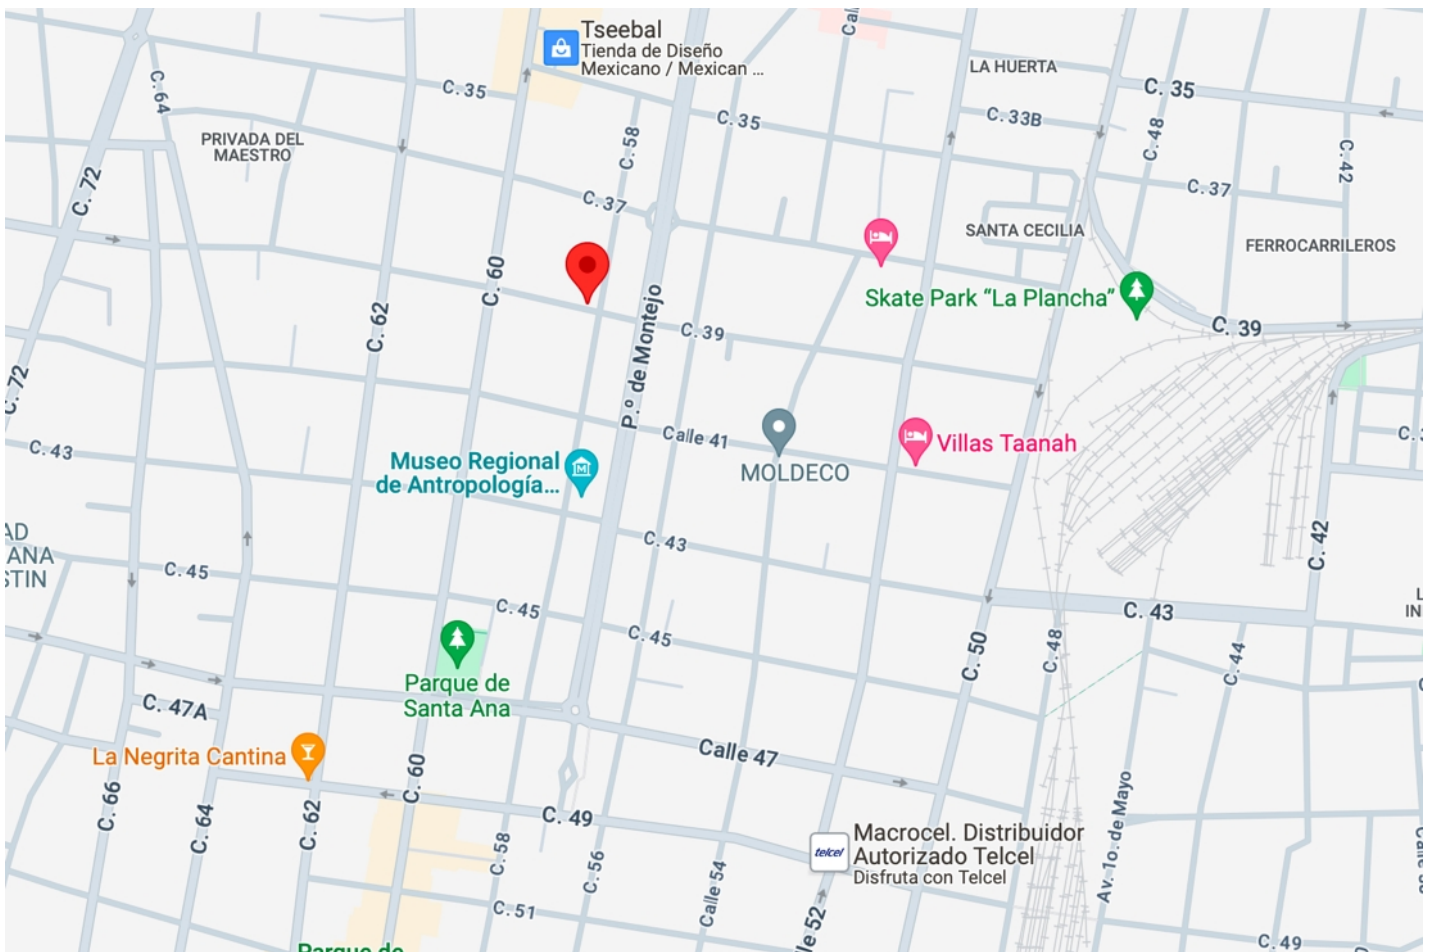 Tseebal
Tienda de Diseño
Mexicano / Mexican ...
LA HUERTA
C. 64
C. 35
C. 35
C. 35
C. 33B
C. 48
C. 42
C. 58
PRIVADA DEL
MAESTRO
C. 72
C. 37
C. 37
SANTA CECILIA
FERROCARRILEROS
C. 60
C. 62
Skate Park "La Plancha"
C. 39
C. 39
P.º de Montejo
C. 72
Calle 41
C. 43
Villas Taanah
MOLDECO
Museo Regional
de Antropología...
C. 43
C. 42
C. 45
C. 45
C. 45
C. 43
C. 48
C. 50
C. 44
Parque de
Santa Ana
C. 47A
La Negrita Cantina
Calle 47
C. 60
C. 66
C. 64
C. 62
C. 49
Av. 1o. de Mayo
Macrocel. Distribuidor
Autorizado Telcel
Disfruta con Telcel
telcel
C. 58
C. 56
Calle 54
C. 51
C. 49